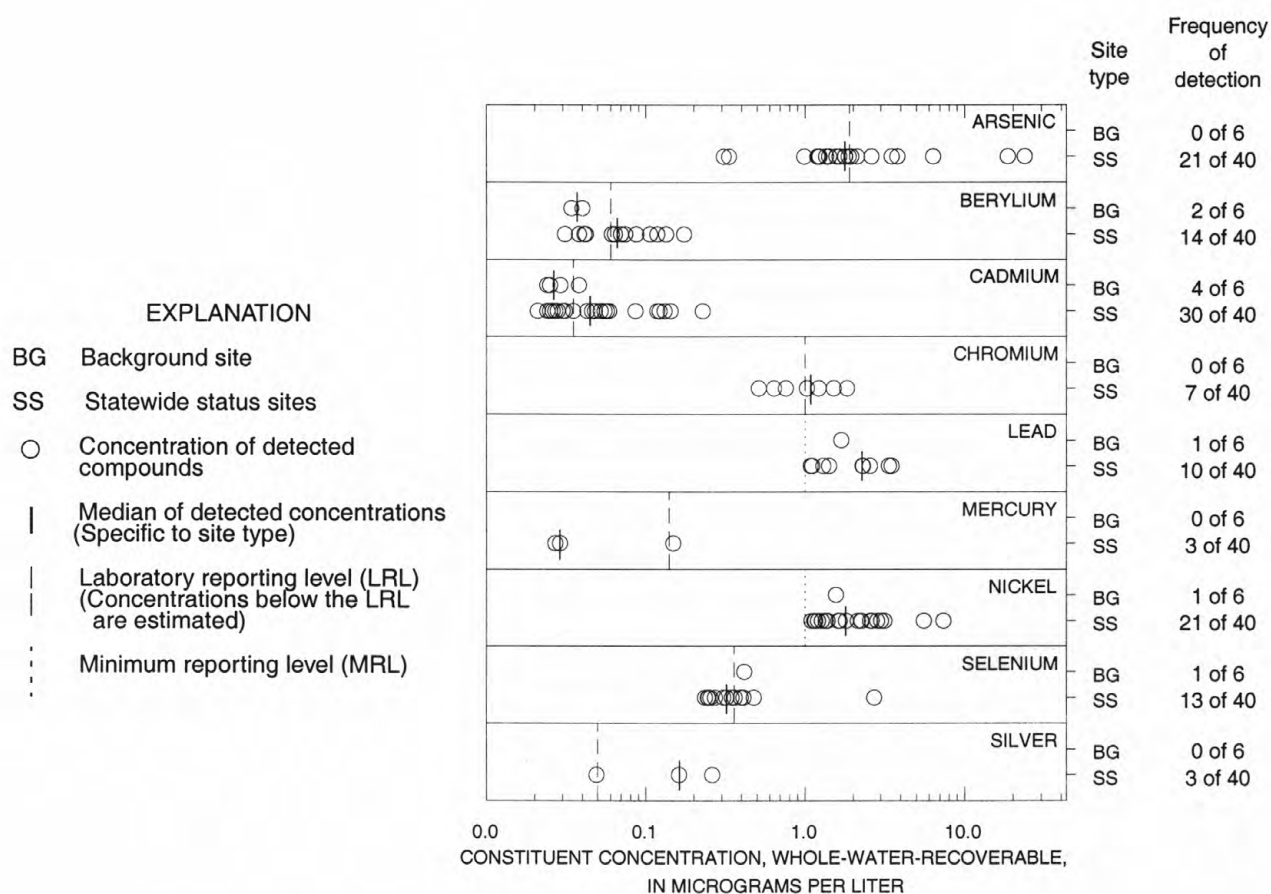 Site
type
Frequency
of
detection
ARSENIC
BG 0 of 6
SS 21 of 40
BERYLIUM
BG 2 of 6
SS 14 of 40
CADMIUM
BG 4 of 6
SS 30 of 40
CHROMIUM
BG 0 of 6
SS 7 of 40
LEAD
BG 1 of 6
SS 10 of 40
MERCURY
BG 0 of 6
SS 3 of 40
NICKEL
BG 1 of 6
SS 21 of 40
SELENIUM
BG 1 of 6
SS 13 of 40
SILVER
BG 0 of 6
SS 3 of 40
0.0 0.1 1.0 10.0
CONSTITUENT CONCENTRATION, WHOLE-WATER-RECOVERABLE,
IN MICROGRAMS PER LITER
EXPLANATION
BG Background site
SS Statewide status sites
Concentration of detected
compounds
Median of detected concentrations
(Specific to site type)
Laboratory reporting level (LRL)
(Concentrations below the LRL
are estimated)
Minimum reporting level (MRL)